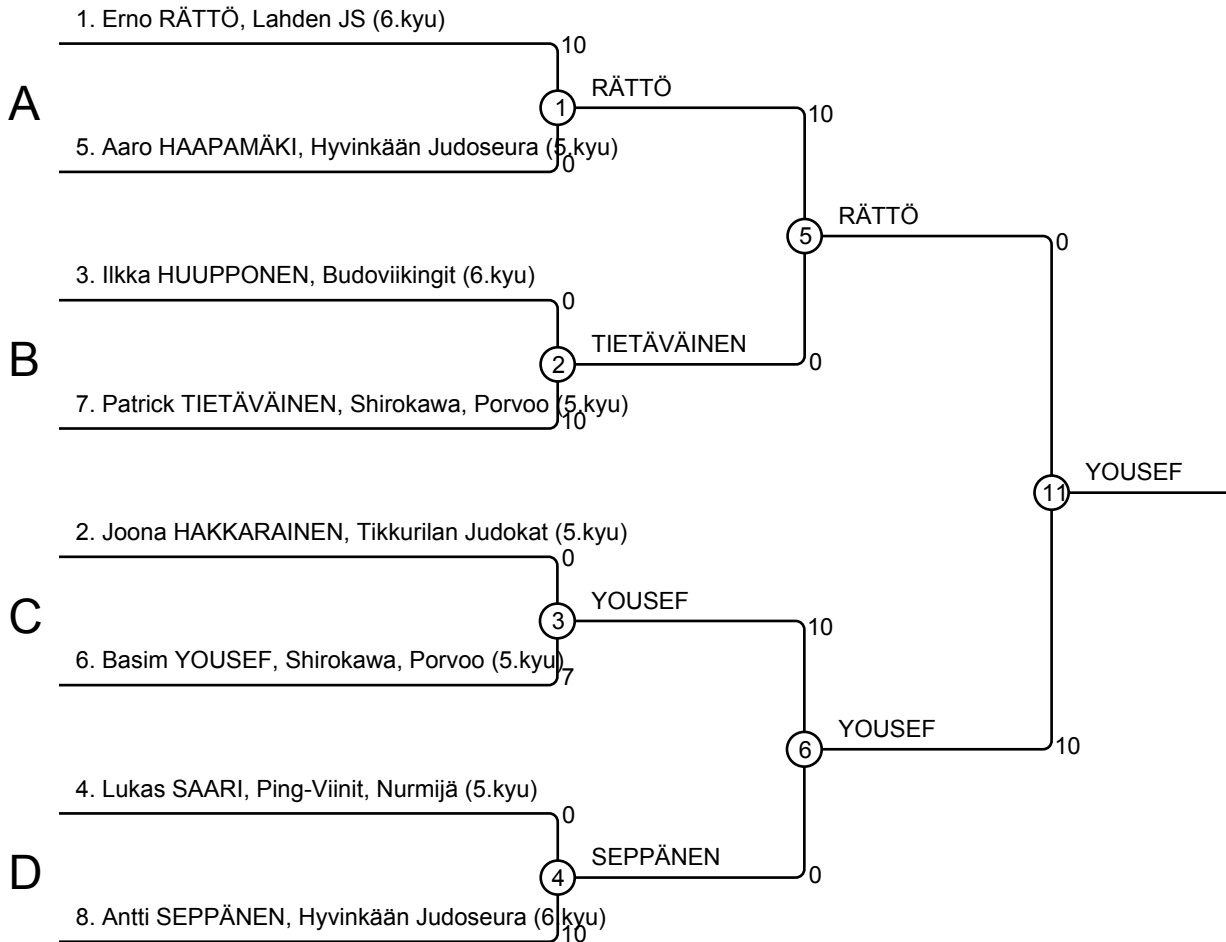 1. Erno RÄTTÖ, Lahden JS (6.kyu)
10
A
1
RÄTTÖ
10
5. Aaro HAAPAMÄKI, Hyvinkään Judoseura (5.kyu)
0
5
RÄTTÖ
0
3. Ilkka HUUPPONEN, Budoviikingit (6.kyu)
0
B
2
TIETÄVÄINEN
0
7. Patrick TIETÄVÄINEN, Shirokawa, Porvoo (5.kyu)
10
11
YOUSEF
2. Joona HAKKARAINEN, Tikkurilan Judokat (5.kyu)
0
C
3
YOUSEF
10
6. Basim YOUSEF, Shirokawa, Porvoo (5.kyu)
7
6
YOUSEF
10
4. Lukas SAARI, Ping-Viinit, Nurmijä (5.kyu)
0
D
4
SEPPÄNEN
0
8. Antti SEPPÄNEN, Hyvinkään Judoseura (6.kyu)
10